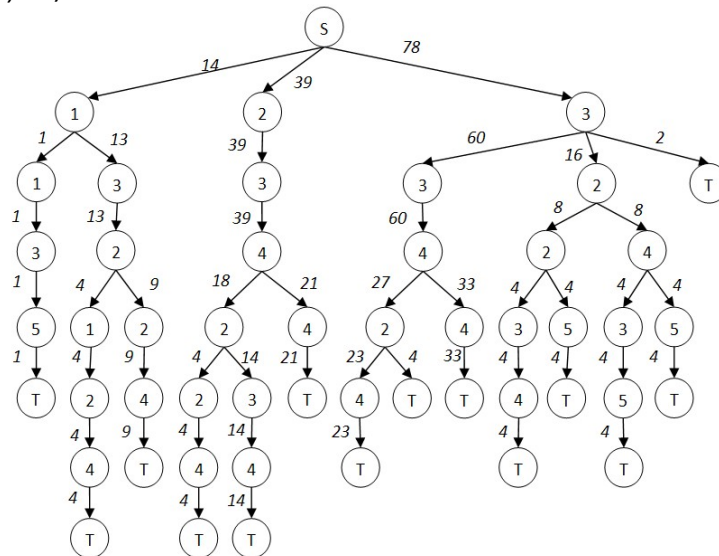 S
14 39 78
1 2 3
1 13 39 60 16 2
1 3 3 3 2 T
1 13 39 60 8 8
3 2 4 4 2 4
1 4 9 18 21 27 33 4 4 4 4
5 1 2 2 4 2 4 3 5 3 5
1 4 9 4 14 21 23 4 33 4 4 4 4
T 2 4 2 3 T 4 T T 4 T 5 T
4 9 4 14 23 4 4
4 T 4 4 T T T
4 4 14
T T T